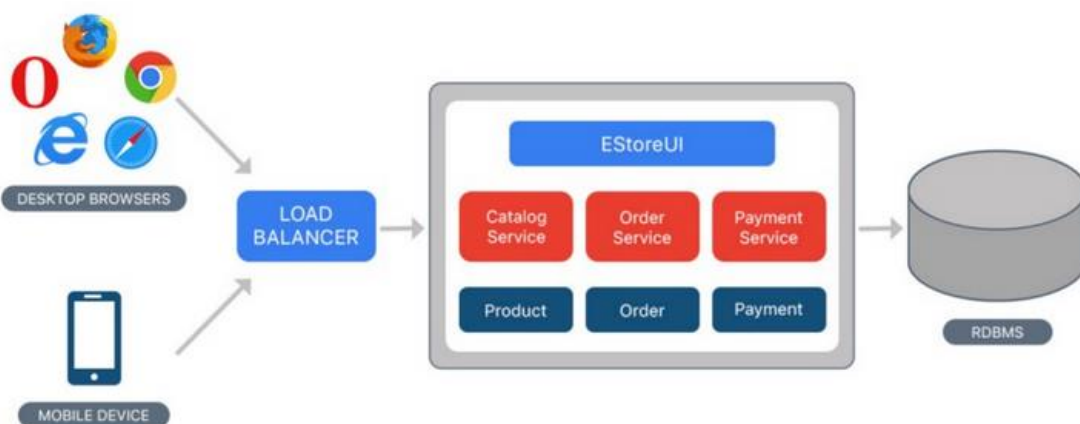 DESKTOP BROWSERS
MOBILE DEVICE
LOAD
BALANCER
EStoreUI
Catalog
Service
Order
Service
Payment
Service
Product
Order
Payment
RDBMS